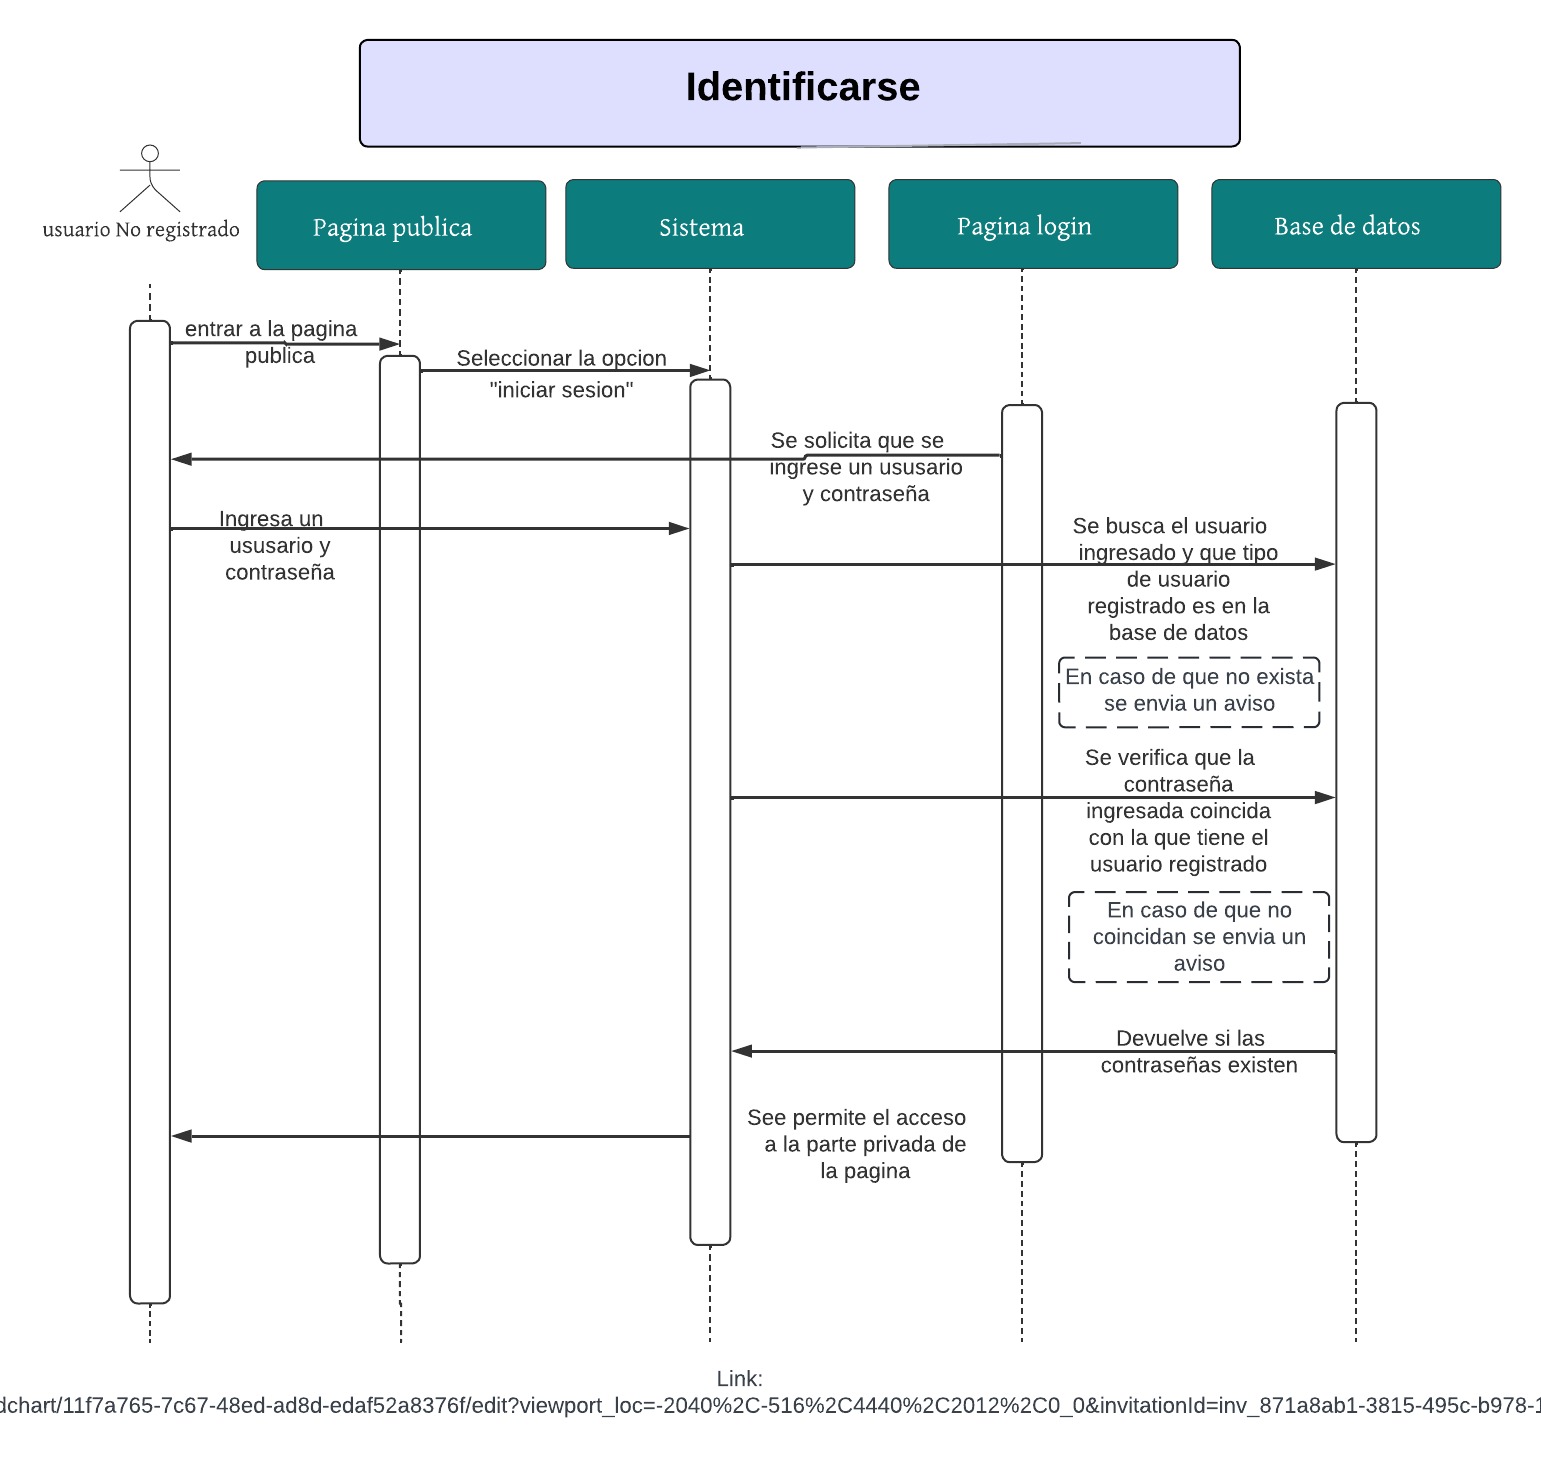 Identificarse
usuario No registrado
Pagina publica
Sistema
Pagina login
Base de datos
entrar a la pagina
publica
Seleccionar la opcion
"iniciar sesion"
Se solicita que se
ingrese un ususario
y contraseña
Ingresa un
ususario y
contraseña
Se busca el usuario
ingresado y que tipo
de usuario
registrado es en la
base de datos
En caso de que no exista
se envia un aviso
Se verifica que la
contraseña
ingresada coincida
con la que tiene el
usuario registrado
En caso de que no
coincidan se envia un
aviso
Devuelve si las
contraseñas existen
See permite el acceso
a la parte privada de
la pagina
Link:
dchart/11f7a765-7c67-48ed-ad8d-edaf52a8376f/edit?viewport_loc=-2040%2C-516%2C4440%2C2012%2C0_0&invitationId=inv_871a8ab1-3815-495c-b978-1